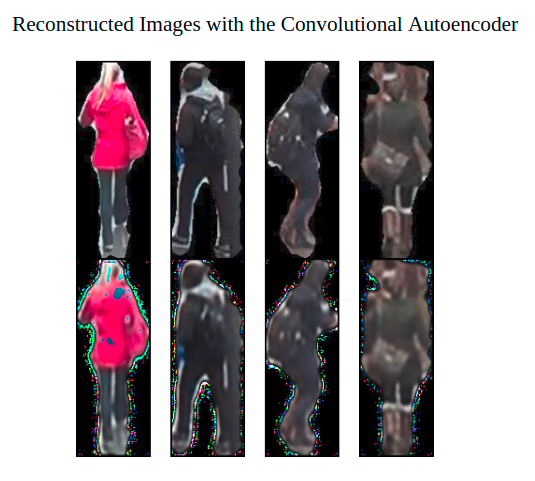 Reconstructed Images with the Convolutional Autoencoder